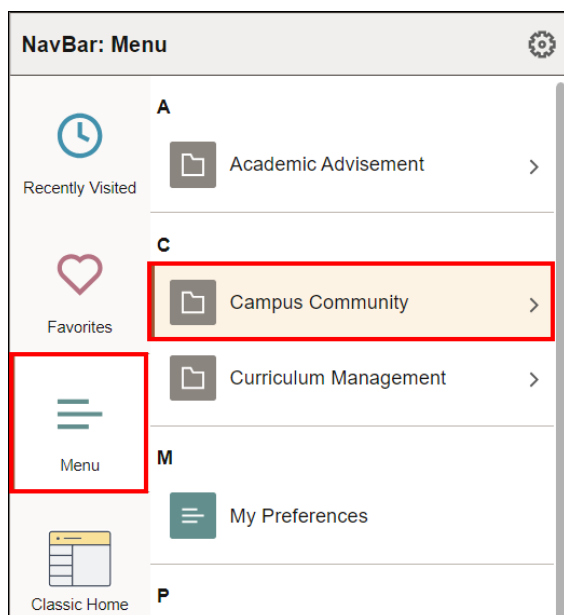 NavBar: Menu
Recently Visited
Favorites
Menu
Classic Home
A
Academic Advisement
C
Campus Community
Curriculum Management
M
My Preferences
P